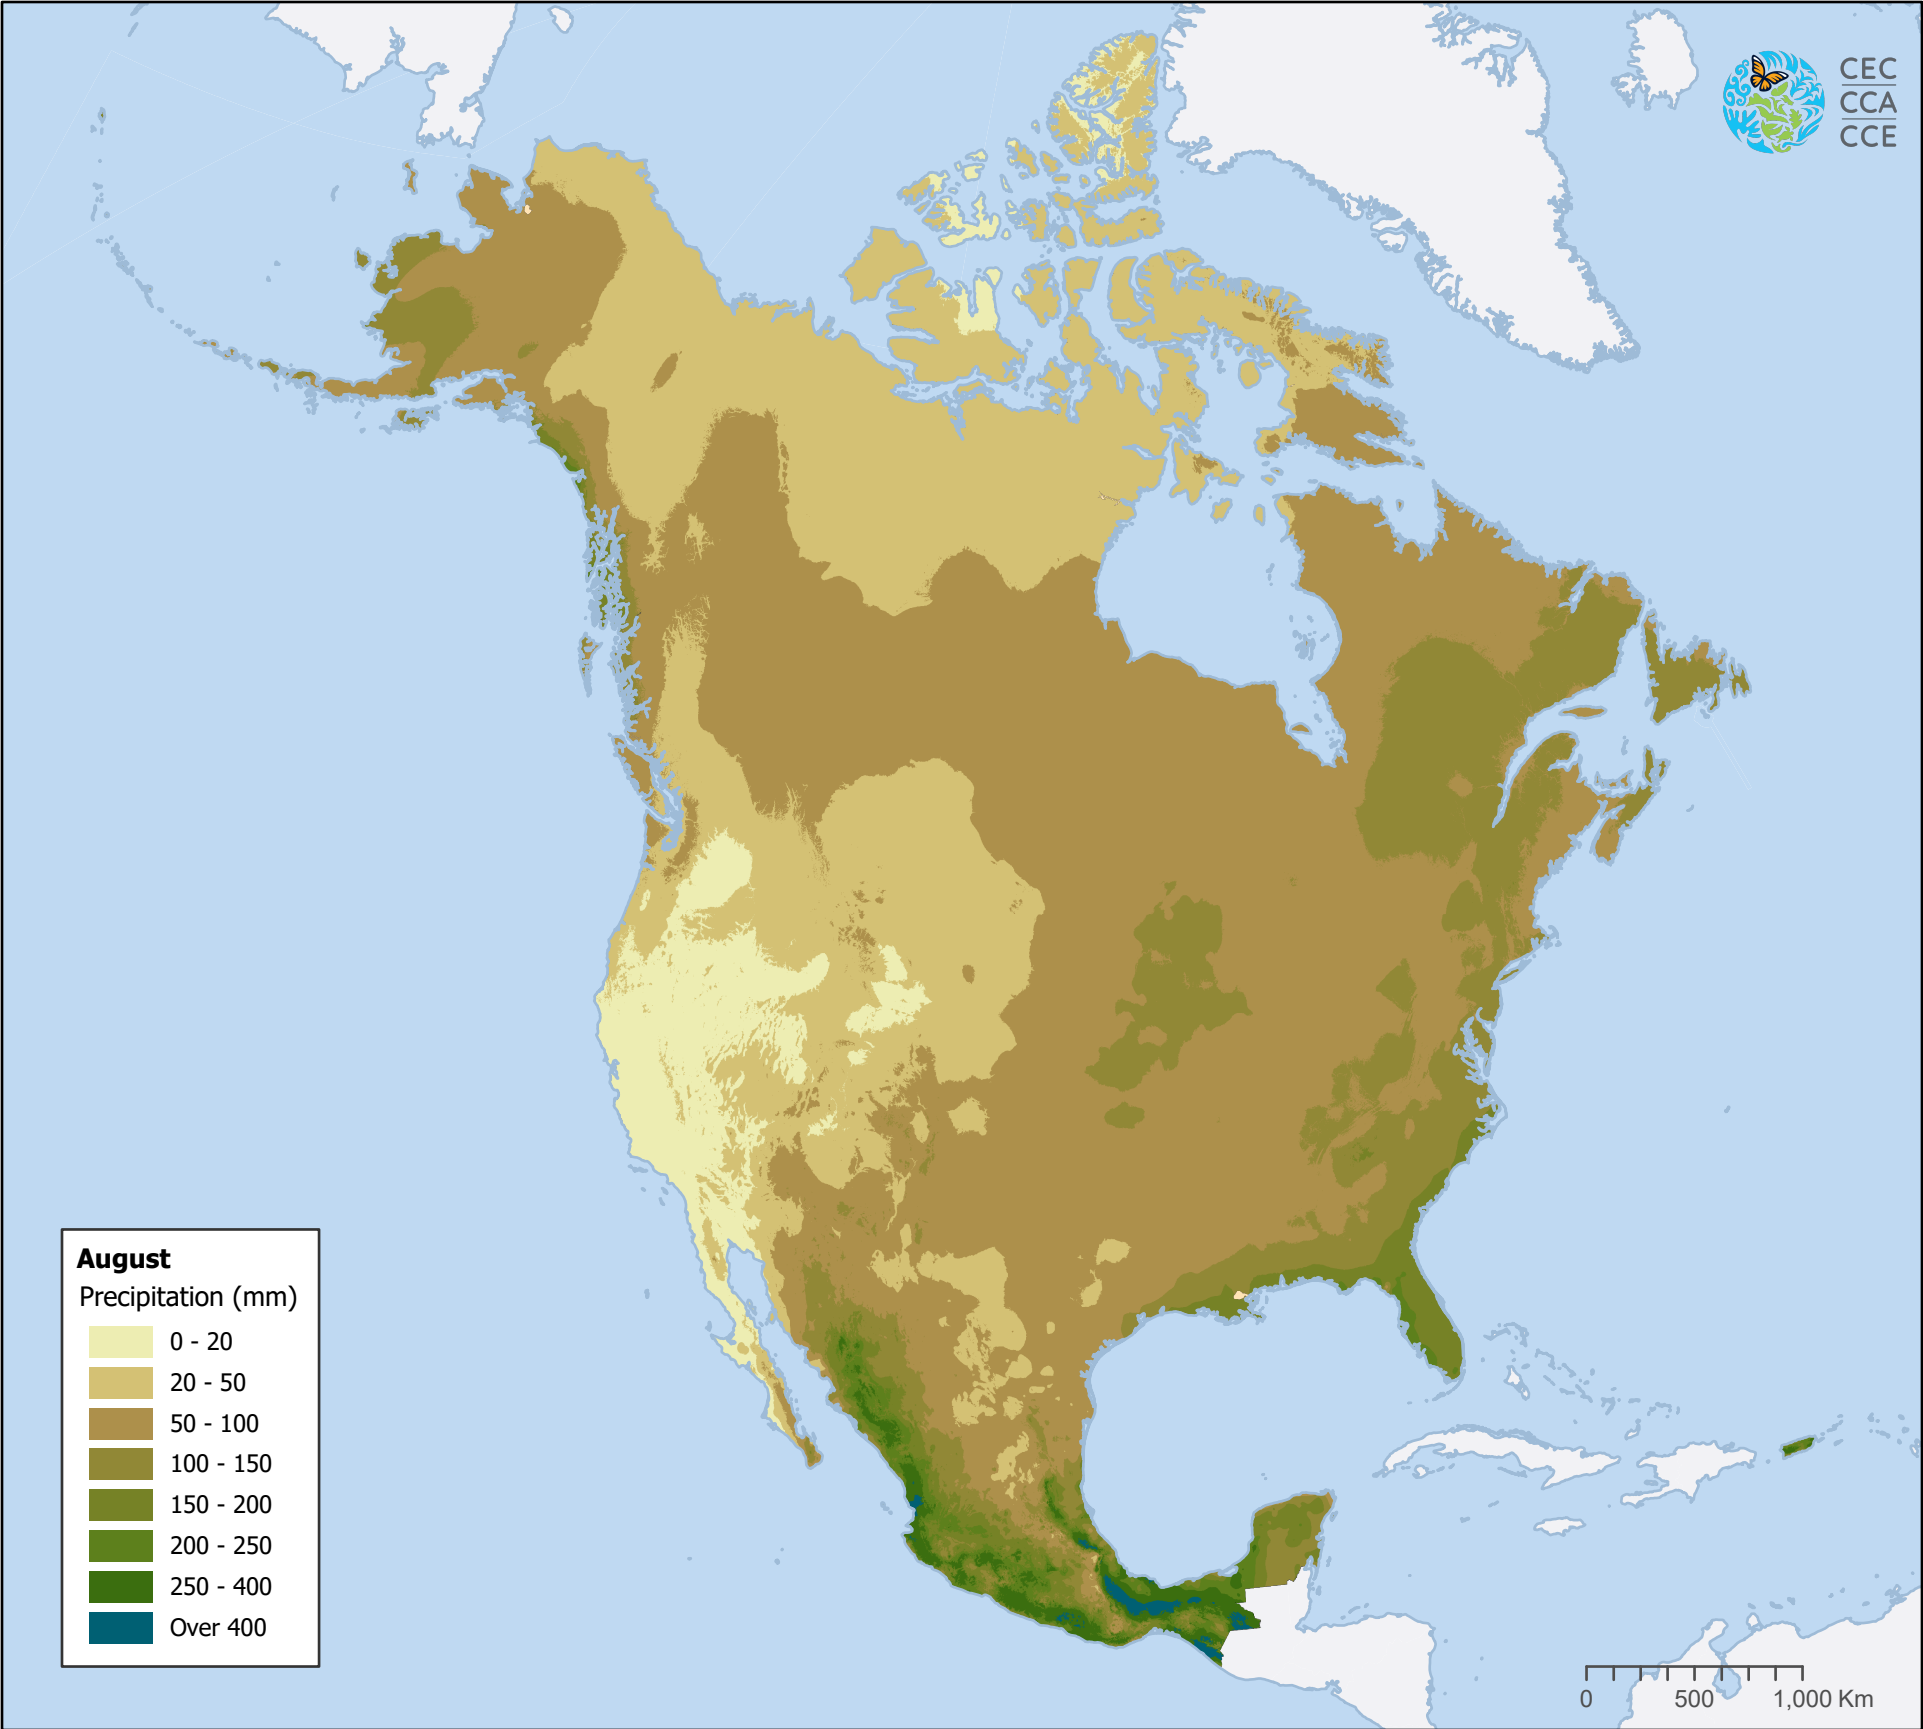 CEC
CCA
CCE
August
Precipitation (mm)
0 - 20
20 - 50
50 - 100
100 - 150
150 - 200
200 - 250
250 - 400
Over 400
0 500 1,000 Km